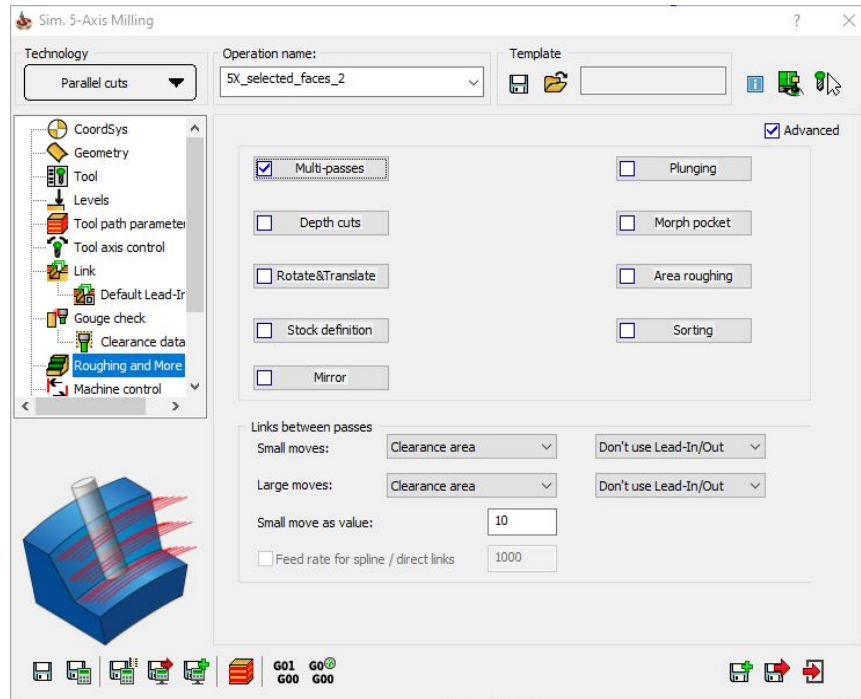 Sim. 5-Axis Milling
Technology
Parallel cuts
Operation name:
5X_selected_faces_2
Template
Advanced
CoordSys
Geometry
Tool
Levels
Tool path parameter
Tool axis control
Link
Default Lead-Ir
Gouge check
Clearance data
Roughing and More
Machine control
Multi-passes
Plunging
Depth cuts
Morph pocket
Rotate&Translate
Area roughing
Stock definition
Sorting
Mirror
Links between passes
Small moves: Clearance area Don't use Lead-In/Out
Large moves: Clearance area Don't use Lead-In/Out
Small move as value: 10
Feed rate for spline / direct links 1000
G01 G0
G00 G00